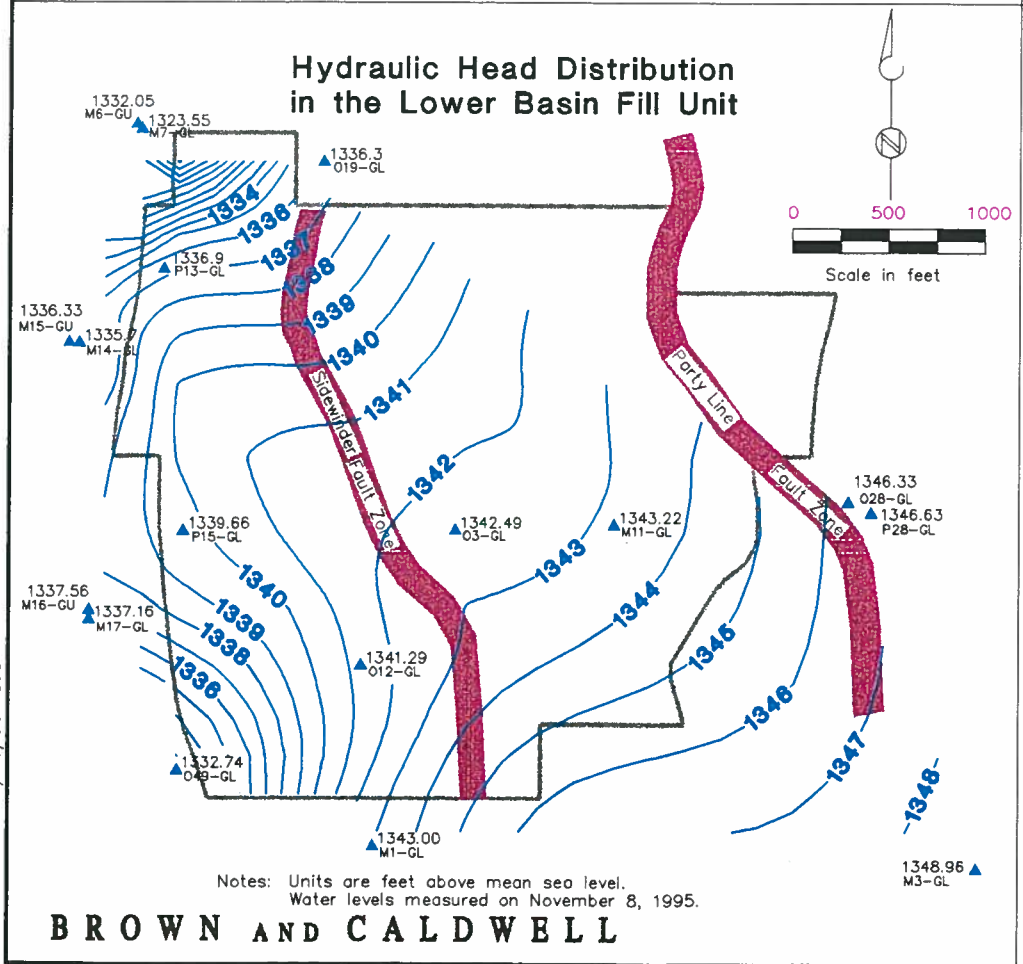 Hydraulic Head Distribution
in the Lower Basin Fill Unit
1332.05
M6-GU
1323.55
M7-GL
1336.3
O19-GL
N
0 500 1000
Scale in feet
1334
1336
1337
1338
1339
1340
1341
1342
1343
1344
1345
1346
1347
1348
1336.9
P13-GL
1336.33
M15-GU
1335.7
M14-GL
Sidewinder Fault Zone
Party Line
Fault Zone
1346.33
O28-GL
1346.63
P28-GL
1339.66
P15-GL
1342.49
O3-GL
1343.22
M11-GL
1337.56
M16-GU
1337.16
M17-GL
1340
1339
1338
1336
1341.29
O12-GL
1332.74
O49-GL
1343.00
M1-GL
1348.96
M3-GL
Notes: Units are feet above mean sea level.
Water levels measured on November 8, 1995.
BROWN AND CALDWELL